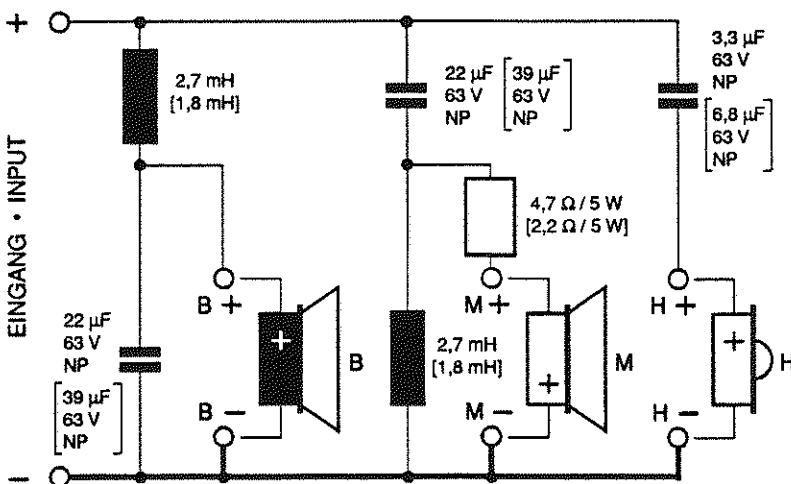 +
EINGANG • INPUT
−
2,7 mH
[1,8 mH]
22 µF
63 V
NP
[39 µF
63 V
NP]
B +
B −
+
B
22 µF
63 V
NP
[39 µF
63 V
NP]
4,7 Ω / 5 W
[2,2 Ω / 5 W]
2,7 mH
[1,8 mH]
M +
M −
+
M
3,3 µF
63 V
NP
[6,8 µF
63 V
NP]
H +
H −
+
H